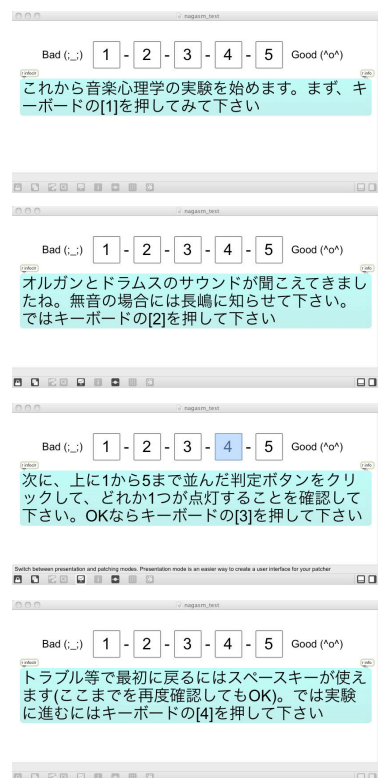 nagasm_test
Bad (;_;) 1 - 2 - 3 - 4 - 5 Good (^o^)
t infodt
t info
これから音楽心理学の実験を始めます。まず、キ
ーボードの[1]を押してみて下さい
nagasm_test
Bad (;_;) 1 - 2 - 3 - 4 - 5 Good (^o^)
t infodt
t info
オルガンとドラムスのサウンドが聞こえてきまし
たね。無音の場合には長嶋に知らせて下さい。
ではキーボードの[2]を押して下さい
nagasm_test
Bad (;_;) 1 - 2 - 3 - 4 - 5 Good (^o^)
t infodt
t info
次に、上に1から5まで並んだ判定ボタンをクリ
ックして、どれか1つが点灯することを確認して
下さい。OKならキーボードの[3]を押して下さい
Switch between presentation and patching modes. Presentation mode is an easier way to create a user interface for your patcher
nagasm_test
Bad (;_;) 1 - 2 - 3 - 4 - 5 Good (^o^)
t infodt
t info
トラブル等で最初に戻るにはスペースキーが使え
ます(ここまでを再度確認してもOK)。では実験
に進むにはキーボードの[4]を押して下さい